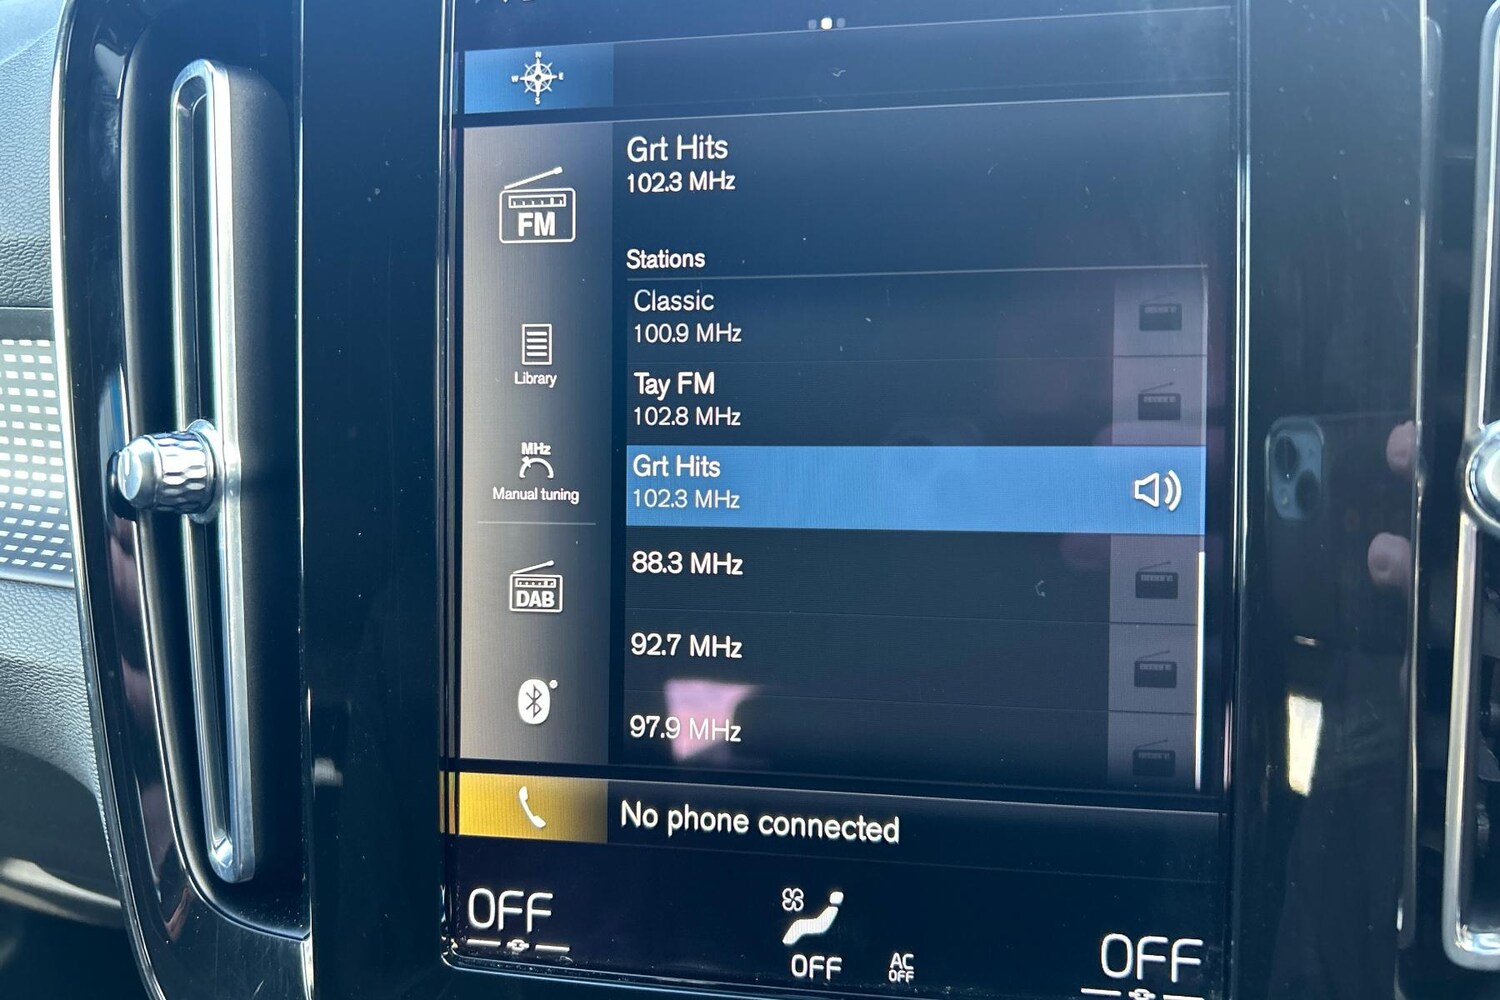 N
W E
S
Grt Hits
102.3 MHz
FM
Stations
Classic
100.9 MHz
Library
Tay FM
102.8 MHz
MHz
Manual tuning
Grt Hits
102.3 MHz
88.3 MHz
DAB
92.7 MHz
97.9 MHz
No phone connected
OFF
OFF
AC
OFF
OFF